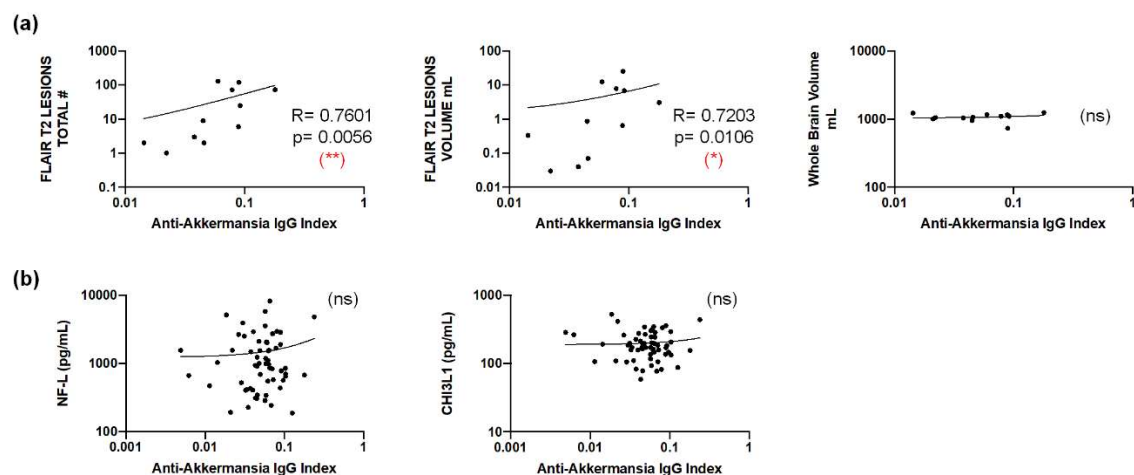 (a)
FLAIR T2 LESIONS
TOTAL #
1000
100
10
1
0.1
0.01
0.1
1
Anti-Akkermansia IgG Index
R= 0.7601
p= 0.0056
(**)
FLAIR T2 LESIONS
VOLUME mL
100
10
1
0.1
0.01
0.01
0.1
1
Anti-Akkermansia IgG Index
R= 0.7203
p= 0.0106
(*)
Whole Brain Volume
mL
10000
1000
100
0.01
0.1
1
Anti-Akkermansia IgG Index
(ns)
(b)
NF-L (pg/mL)
10000
1000
100
0.001
0.01
0.1
1
Anti-Akkermansia IgG Index
(ns)
CHI3L1 (pg/mL)
1000
100
10
0.001
0.01
0.1
1
Anti-Akkermansia IgG Index
(ns)